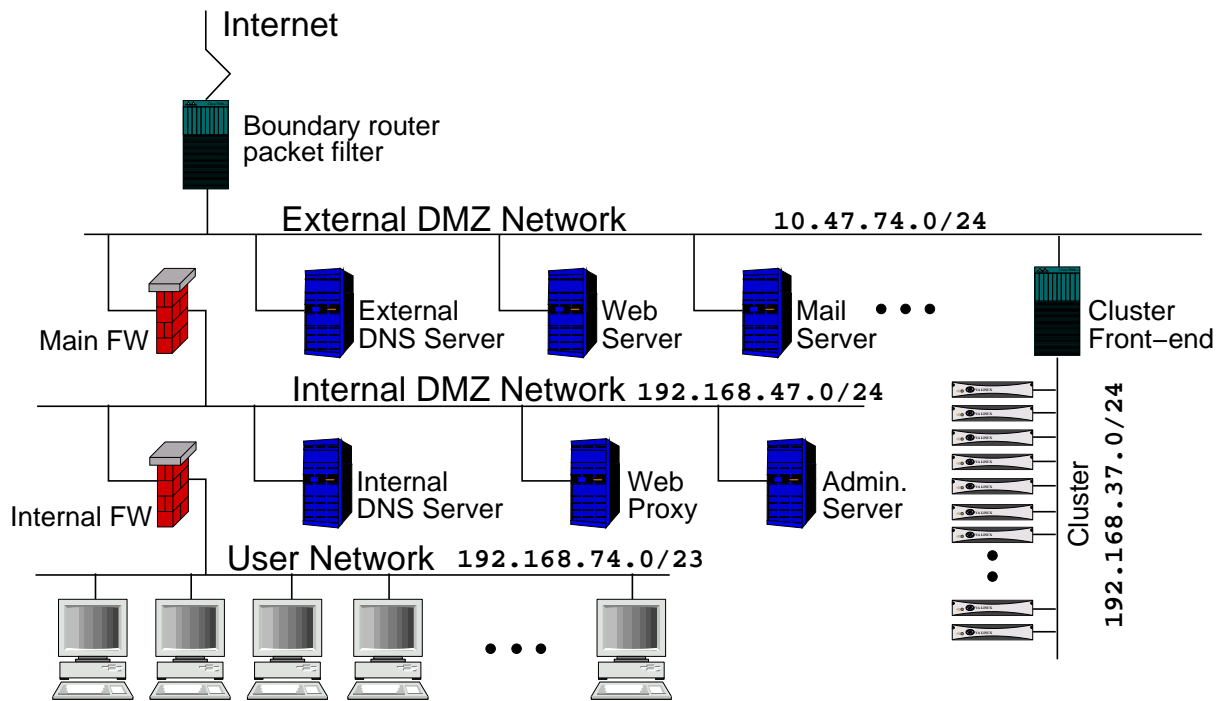 Internet
Boundary router
packet filter
External DMZ Network
10.47.74.0/24
Main FW
External
DNS Server
Web
Server
Mail
Server
Cluster
Front−end
Internal DMZ Network
192.168.47.0/24
Internal FW
Internal
DNS Server
Web
Proxy
Admin.
Server
Cluster
192.168.37.0/24
User Network
192.168.74.0/23